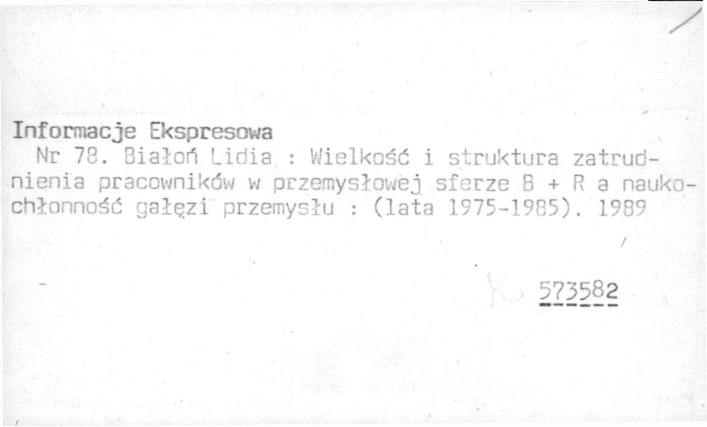 Informacje Ekspresowa
Nr 78. Białoń Lidia : Wielkość i struktura zatrud-
nienia pracowników w przemysłowej sferze B + R a nauko-
chłonność gałęzi przemysłu : (lata 1975-1985). 1989
573582